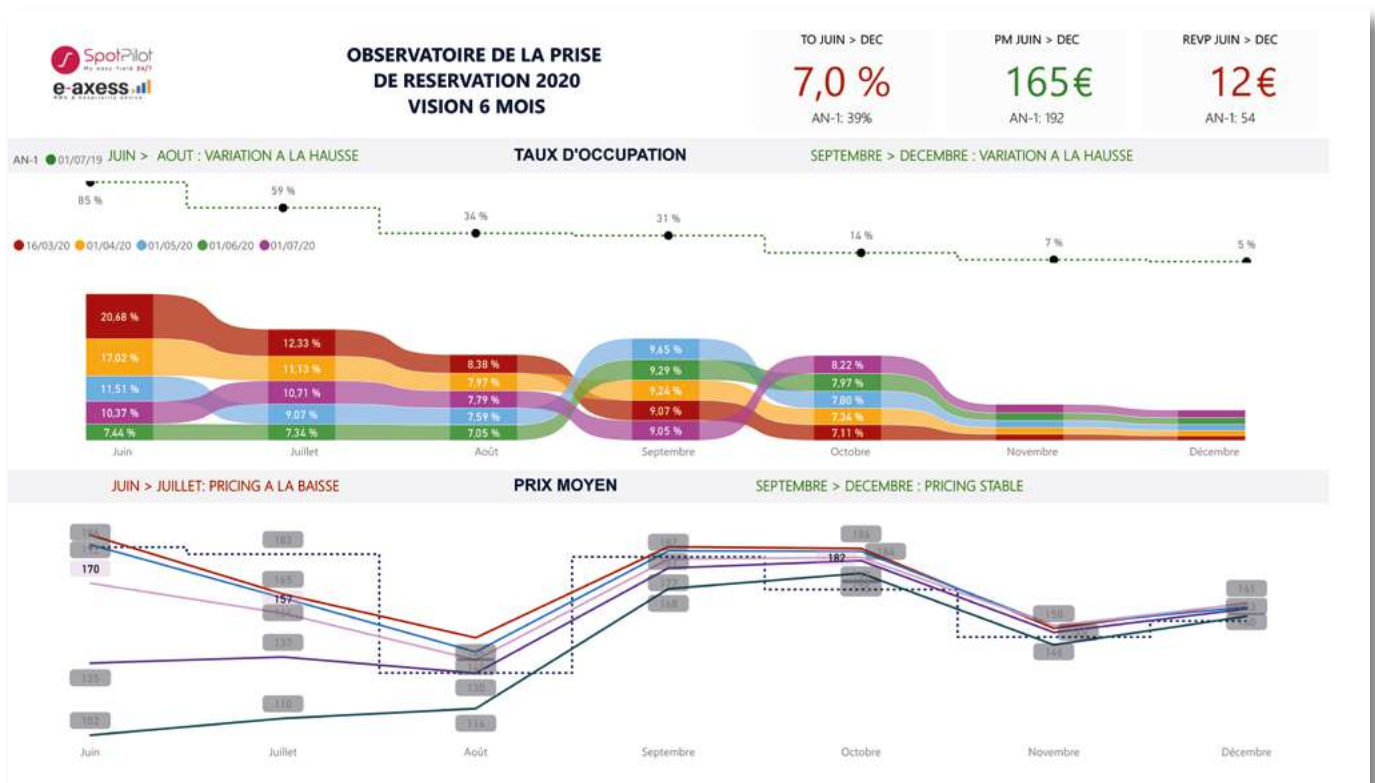 SpotPilot
My easy Yield 24/7
e-axess
OBSERVATOIRE DE LA PRISE
DE RESERVATION 2020
VISION 6 MOIS
TO JUIN > DEC
7,0 %
AN-1: 39%
PM JUIN > DEC
165€
AN-1: 192
REVP JUIN > DEC
12€
AN-1: 54
AN-1 01/07/19 JUIN > AOUT : VARIATION A LA HAUSSE
TAUX D'OCCUPATION
SEPTEMBRE > DECEMBRE : VARIATION A LA HAUSSE
85 %
59 %
34 %
31 %
14 %
7 %
5 %
16/03/20 01/04/20 01/05/20 01/06/20 01/07/20
20,68 %
17,02 %
11,51 %
10,37 %
7,44 %
12,33 %
11,13 %
10,71 %
9,07 %
7,34 %
8,38 %
7,97 %
7,79 %
7,59 %
7,05 %
9,65 %
9,29 %
9,24 %
9,07 %
9,05 %
8,22 %
7,97 %
7,80 %
7,34 %
7,11 %
Juin Juillet Août Septembre Octobre Novembre Décembre
JUIN > JUILLET: PRICING A LA BAISSE
PRIX MOYEN
SEPTEMBRE > DECEMBRE : PRICING STABLE
170
135
102
183
165
157
137
110
130
116
187
177
168
186
184
182
150
146
161
Juin Juillet Août Septembre Octobre Novembre Décembre